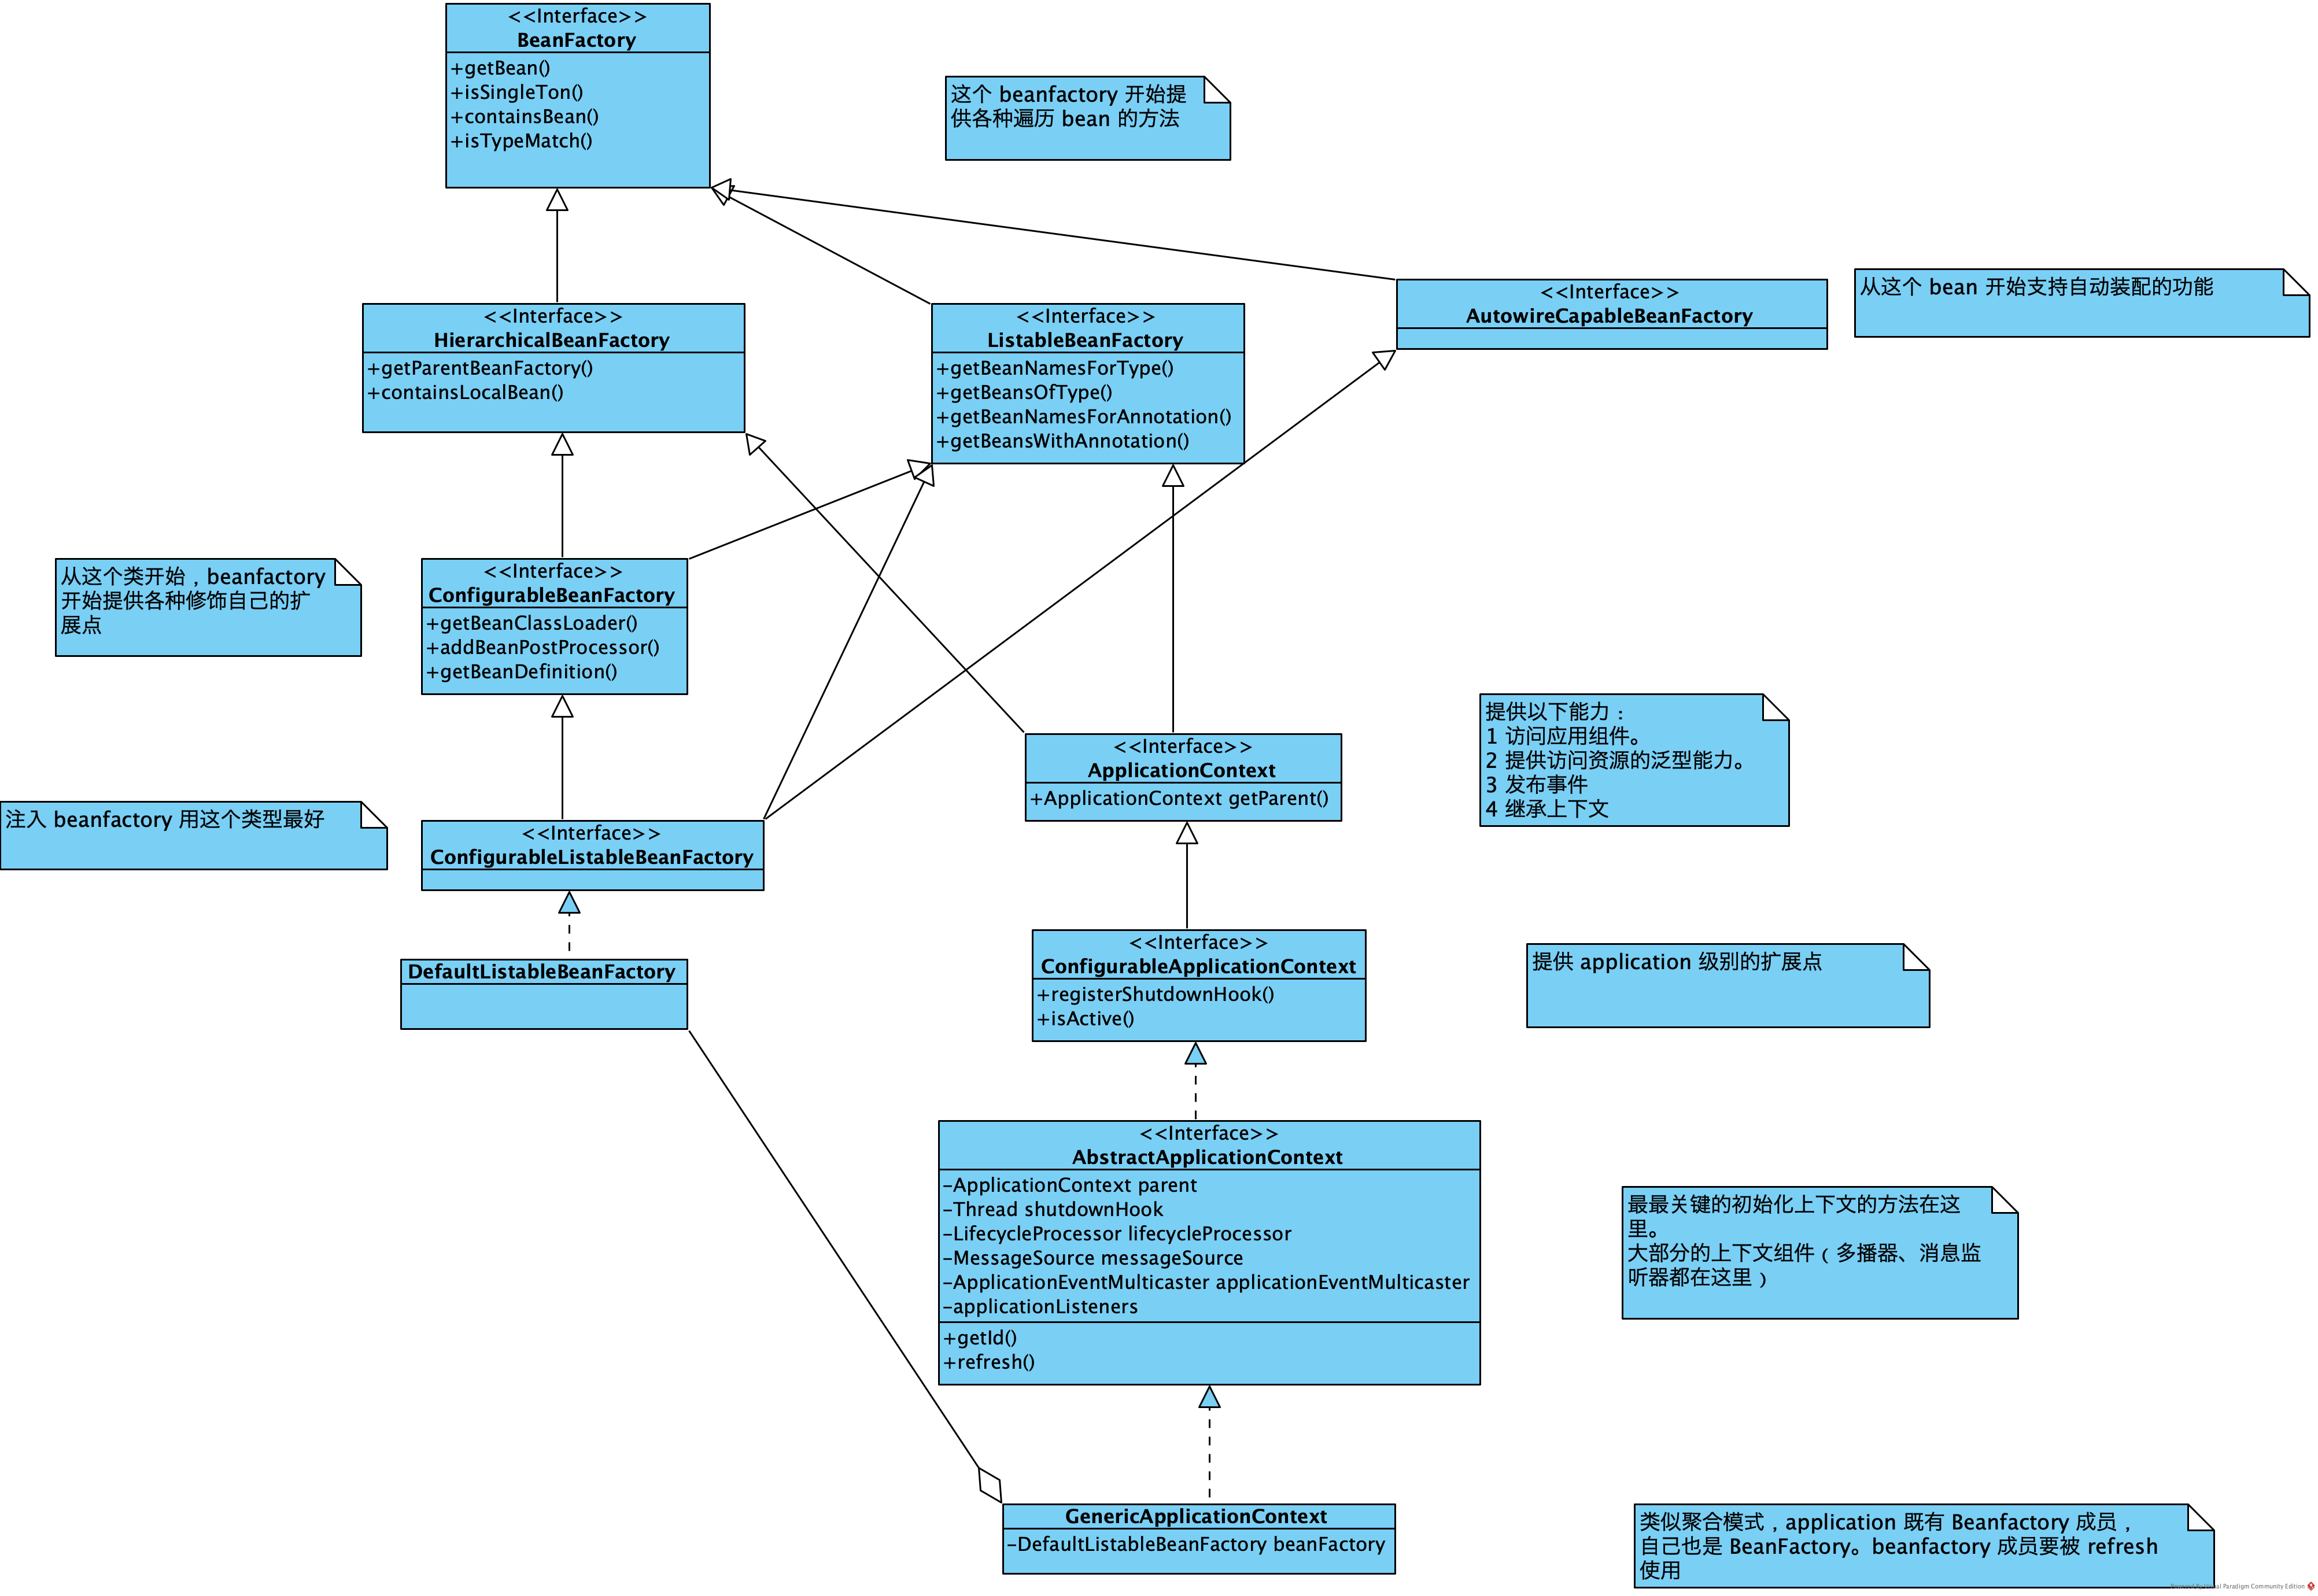 <<Interface>>
BeanFactory
+getBean()
+isSingleTon()
+containsBean()
+isTypeMatch()
这个 beanfactory 开始提
供各种遍历 bean 的方法
<<Interface>>
HierarchicalBeanFactory
+getParentBeanFactory()
+containsLocalBean()
<<Interface>>
ListableBeanFactory
+getBeanNamesForType()
+getBeansOfType()
+getBeanNamesForAnnotation()
+getBeansWithAnnotation()
<<Interface>>
AutowireCapableBeanFactory
从这个 bean 开始支持自动装配的功能
从这个类开始，beanfactory
开始提供各种修饰自己的扩
展点
<<Interface>>
ConfigurableBeanFactory
+getBeanClassLoader()
+addBeanPostProcessor()
+getBeanDefinition()
<<Interface>>
ApplicationContext
+ApplicationContext getParent()
提供以下能力：
1 访问应用组件。
2 提供访问资源的泛型能力。
3 发布事件
4 继承上下文
注入 beanfactory 用这个类型最好
<<Interface>>
ConfigurableListableBeanFactory
DefaultListableBeanFactory
<<Interface>>
ConfigurableApplicationContext
+registerShutdownHook()
+isActive()
提供 application 级别的扩展点
<<Interface>>
AbstractApplicationContext
-ApplicationContext parent
-Thread shutdownHook
-LifecycleProcessor lifecycleProcessor
-MessageSource messageSource
-ApplicationEventMulticaster applicationEventMulticaster
-applicationListeners
+getId()
+refresh()
最最关键的初始化上下文的方法在这
里。
大部分的上下文组件（多播器、消息监
听器都在这里）
GenericApplicationContext
-DefaultListableBeanFactory beanFactory
类似聚合模式，application 既有 Beanfactory 成员，
自己也是 BeanFactory。beanfactory 成员要被 refresh
使用
Paradigm Community Edition